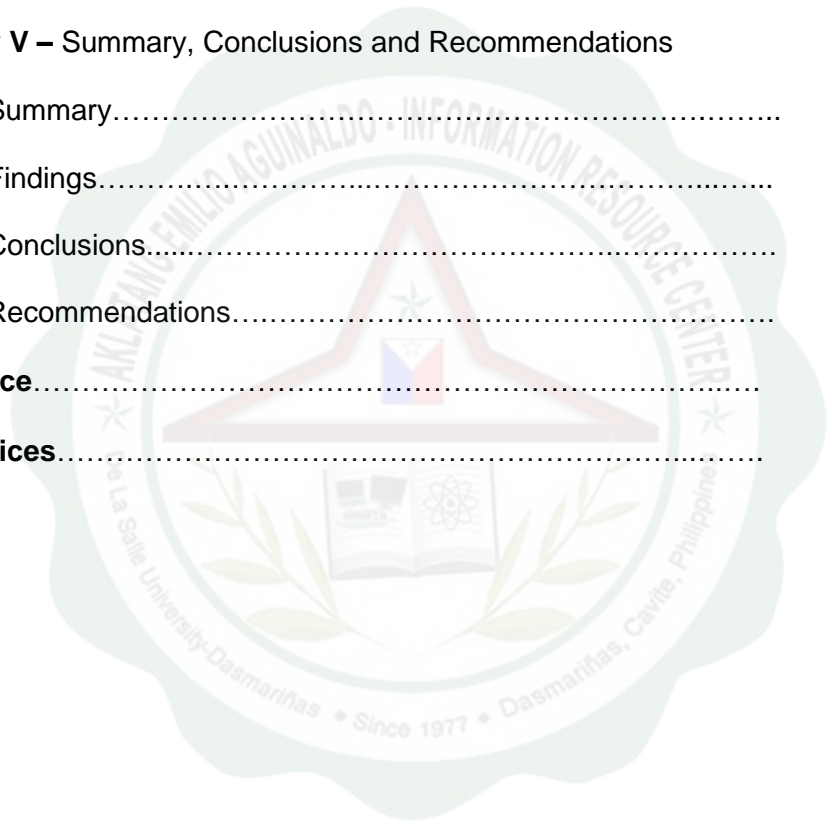 V – Summary, Conclusions and Recommendations
Summary……………………………………………………….……..
Findings……….…..…………...……………………….………...…...
Conclusions.....……………………………………..…………….
Recommendations….…………………………………………….
ce……………………………………………………………….
ices………………………………………………………..…….
AKLATANG EMILIO AGUINALDO - INFORMATION RESOURCE CENTER
De La Salle University-Dasmariñas • Since 1977 • Dasmariñas, Cavite, Philippines